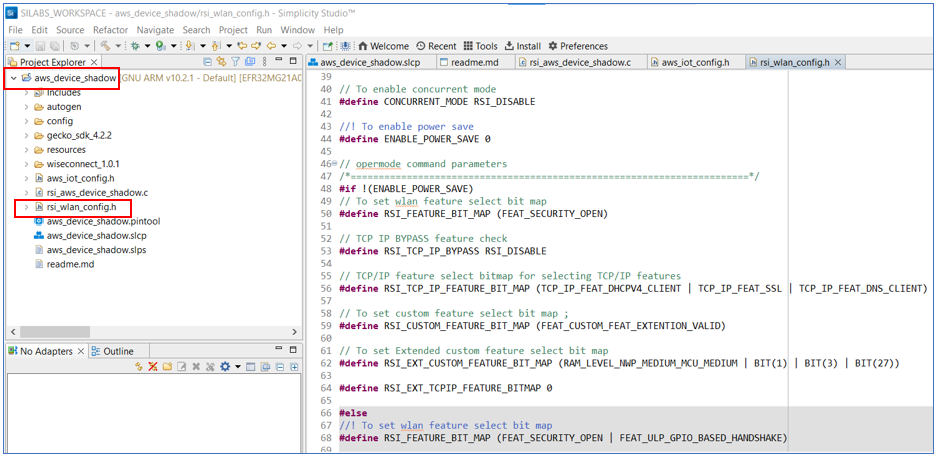 SILABS_WORKSPACE - aws_device_shadow/rsi_wlan_config.h - Simplicity Studio™
File Edit Source Refactor Navigate Search Project Run Window Help
Welcome Recent Tools Install Preferences
Project Explorer
aws_device_shadow [GNU ARM v10.2.1 - Default] [EFR32MG21A0
Includes
autogen
config
gecko_sdk_4.2.2
resources
wiseconnect_1.0.1
aws_iot_config.h
rsi_aws_device_shadow.c
rsi_wlan_config.h
aws_device_shadow.pintool
aws_device_shadow.slcp
aws_device_shadow.slps
readme.md
No Adapters Outline
aws_device_shadow.slcp readme.md rsi_aws_device_shadow.c aws_iot_config.h rsi_wlan_config.h
39
40 // To enable concurrent mode
41 #define CONCURRENT_MODE RSI_DISABLE
42
43 //! To enable power save
44 #define ENABLE_POWER_SAVE 0
45
46 // opermode command parameters
47 /*=======================================================================*/
48 #if !(ENABLE_POWER_SAVE)
49 // To set wlan feature select bit map
50 #define RSI_FEATURE_BIT_MAP (FEAT_SECURITY_OPEN)
51
52 // TCP IP BYPASS feature check
53 #define RSI_TCP_IP_BYPASS RSI_DISABLE
54
55 // TCP/IP feature select bitmap for selecting TCP/IP features
56 #define RSI_TCP_IP_FEATURE_BIT_MAP (TCP_IP_FEAT_DHCPV4_CLIENT | TCP_IP_FEAT_SSL | TCP_IP_FEAT_DNS_CLIENT)
57
58 // To set custom feature select bit map ;
59 #define RSI_CUSTOM_FEATURE_BIT_MAP (FEAT_CUSTOM_FEAT_EXTENTION_VALID)
60
61 // To set Extended custom feature select bit map
62 #define RSI_EXT_CUSTOM_FEATURE_BIT_MAP (RAM_LEVEL_NWP_MEDIUM_MCU_MEDIUM | BIT(1) | BIT(3) | BIT(27))
63
64 #define RSI_EXT_TCPIP_FEATURE_BITMAP 0
65
66 #else
67 //! To set wlan feature select bit map
68 #define RSI_FEATURE_BIT_MAP (FEAT_SECURITY_OPEN | FEAT_ULP_GPIO_BASED_HANDSHAKE)
69